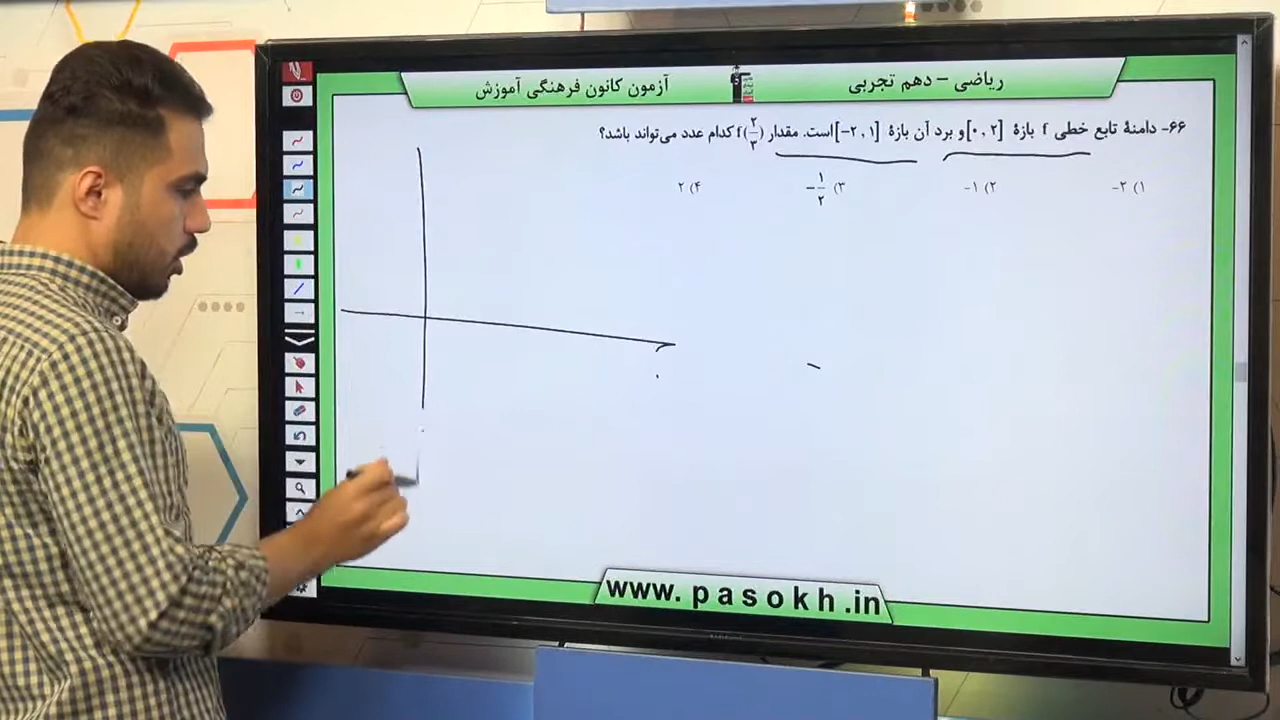 ریاضی – دهم تجربی
آزمون کانون فرهنگی آموزش
۶۶- دامنهٔ تابع خطی f بازهٔ [۰,۲] و برد آن بازهٔ [-۲,۱] است. مقدار f(۲/۳) کدام عدد می‌تواند باشد؟
۱) -۲ ۲) -۱ ۳) -۱/۲ ۴) ۲
www. pasokh .in